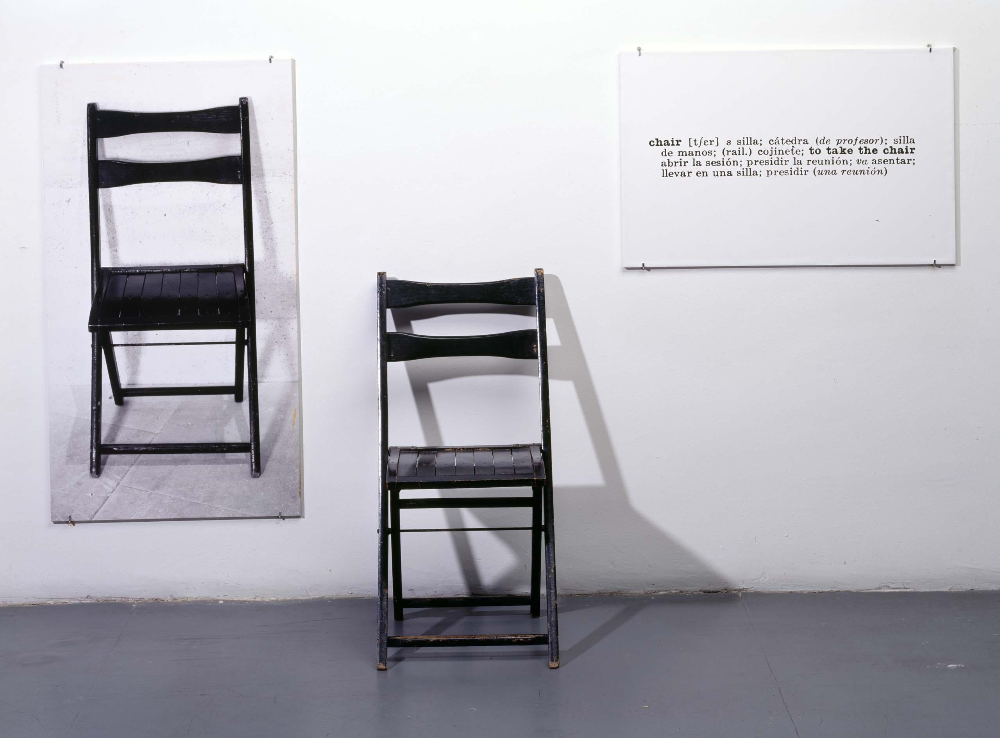 chair [tʃɛr] s silla; cátedra (de profesor); silla
de manos; (rail.) cojinete; to take the chair
abrir la sesión; presidir la reunión; va asentar;
llevar en una silla; presidir (una reunión)